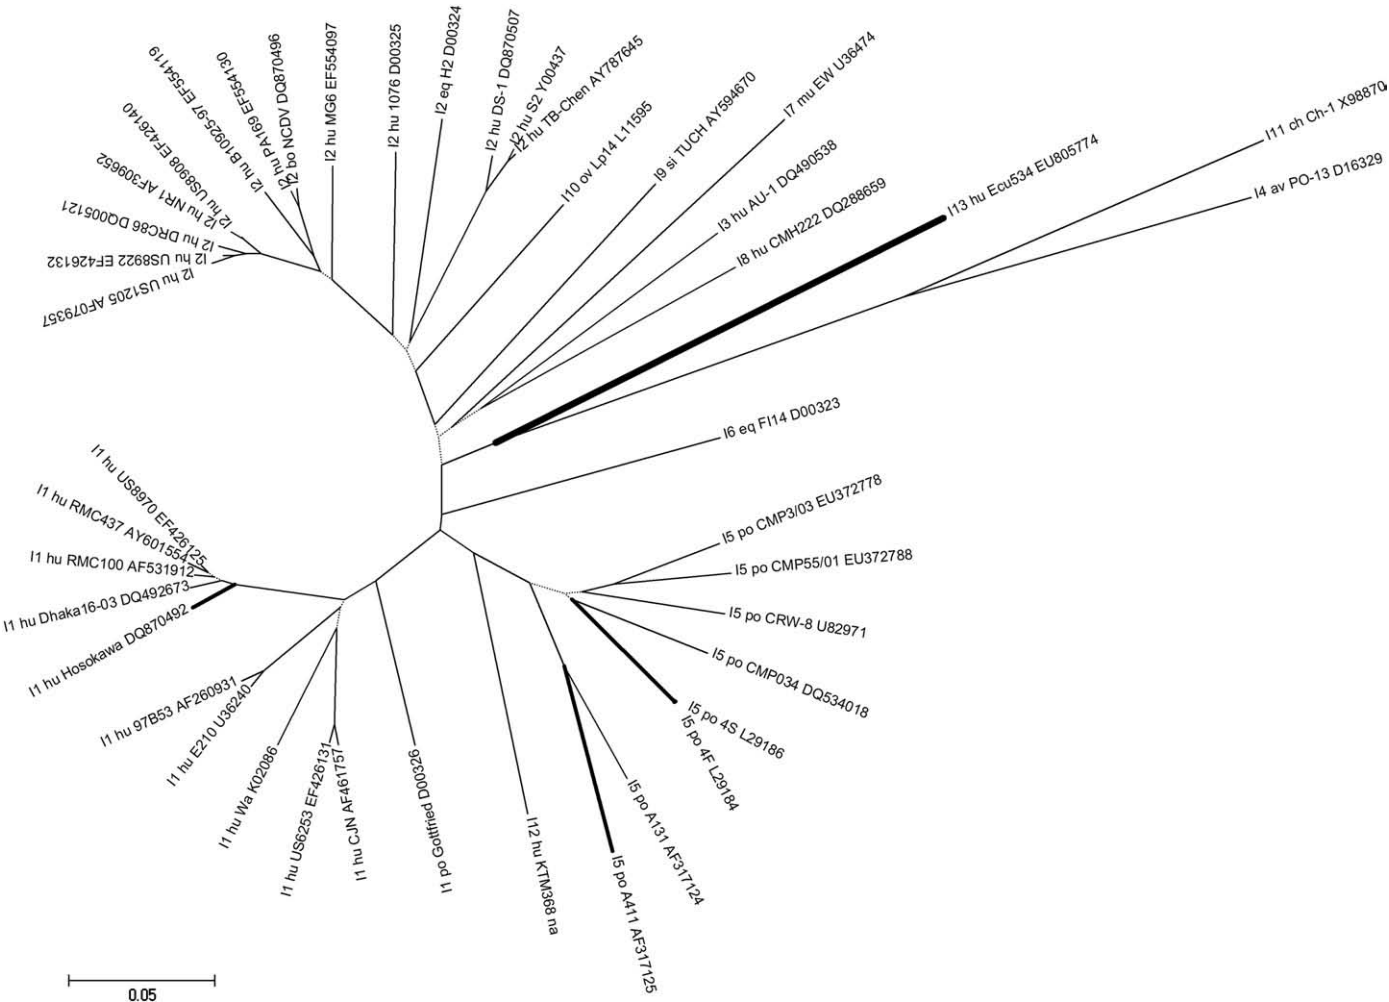 I2 hu US1205 AF079357
I2 hu US8922 EF426132
I2 hu DRC86 DQ005121
I2 hu NR1 AF309652
I2 hu US8908 EF426140
I2 hu B10925-97 EF554119
I2 hu PA169 EF554130
I2 bo NCDV DQ870496
I2 hu MG6 EF554097
I2 hu 1076 D00325
I2 eq H2 D00324
I2 hu DS-1 DQ870507
I2 hu S2 Y00437
I2 hu TB-Chen AY787645
I10 ov Lp14 L11595
I9 si TUCH AY594670
I7 mu EW U36474
I3 hu AU-1 DQ490538
I8 hu CMH222 DQ288659
I13 hu Ecu534 EU805774
I11 ch Ch-1 X98870
I4 av PO-13 D16329
I6 eq FI14 D00323
I5 po CMP3/03 EU372778
I5 po CMP55/01 EU372788
I5 po CRW-8 U82971
I5 po CMP034 DQ534018
I5 po 4S L29186
I5 po 4F L29184
I5 po A131 AF317124
I5 po A411 AF317125
I12 hu KTM368 na
I1 po Gottfried D00326
I1 hu CJN AF461757
I1 hu US6253 EF426131
I1 hu Wa K02086
I1 hu E210 U36240
I1 hu 97B53 AF260931
I1 hu Hosokawa DQ870492
I1 hu Dhaka16-03 DQ492673
I1 hu RMC100 AF531912
I1 hu RMC437 AY601554
I1 hu US8970 EF426125
0.05